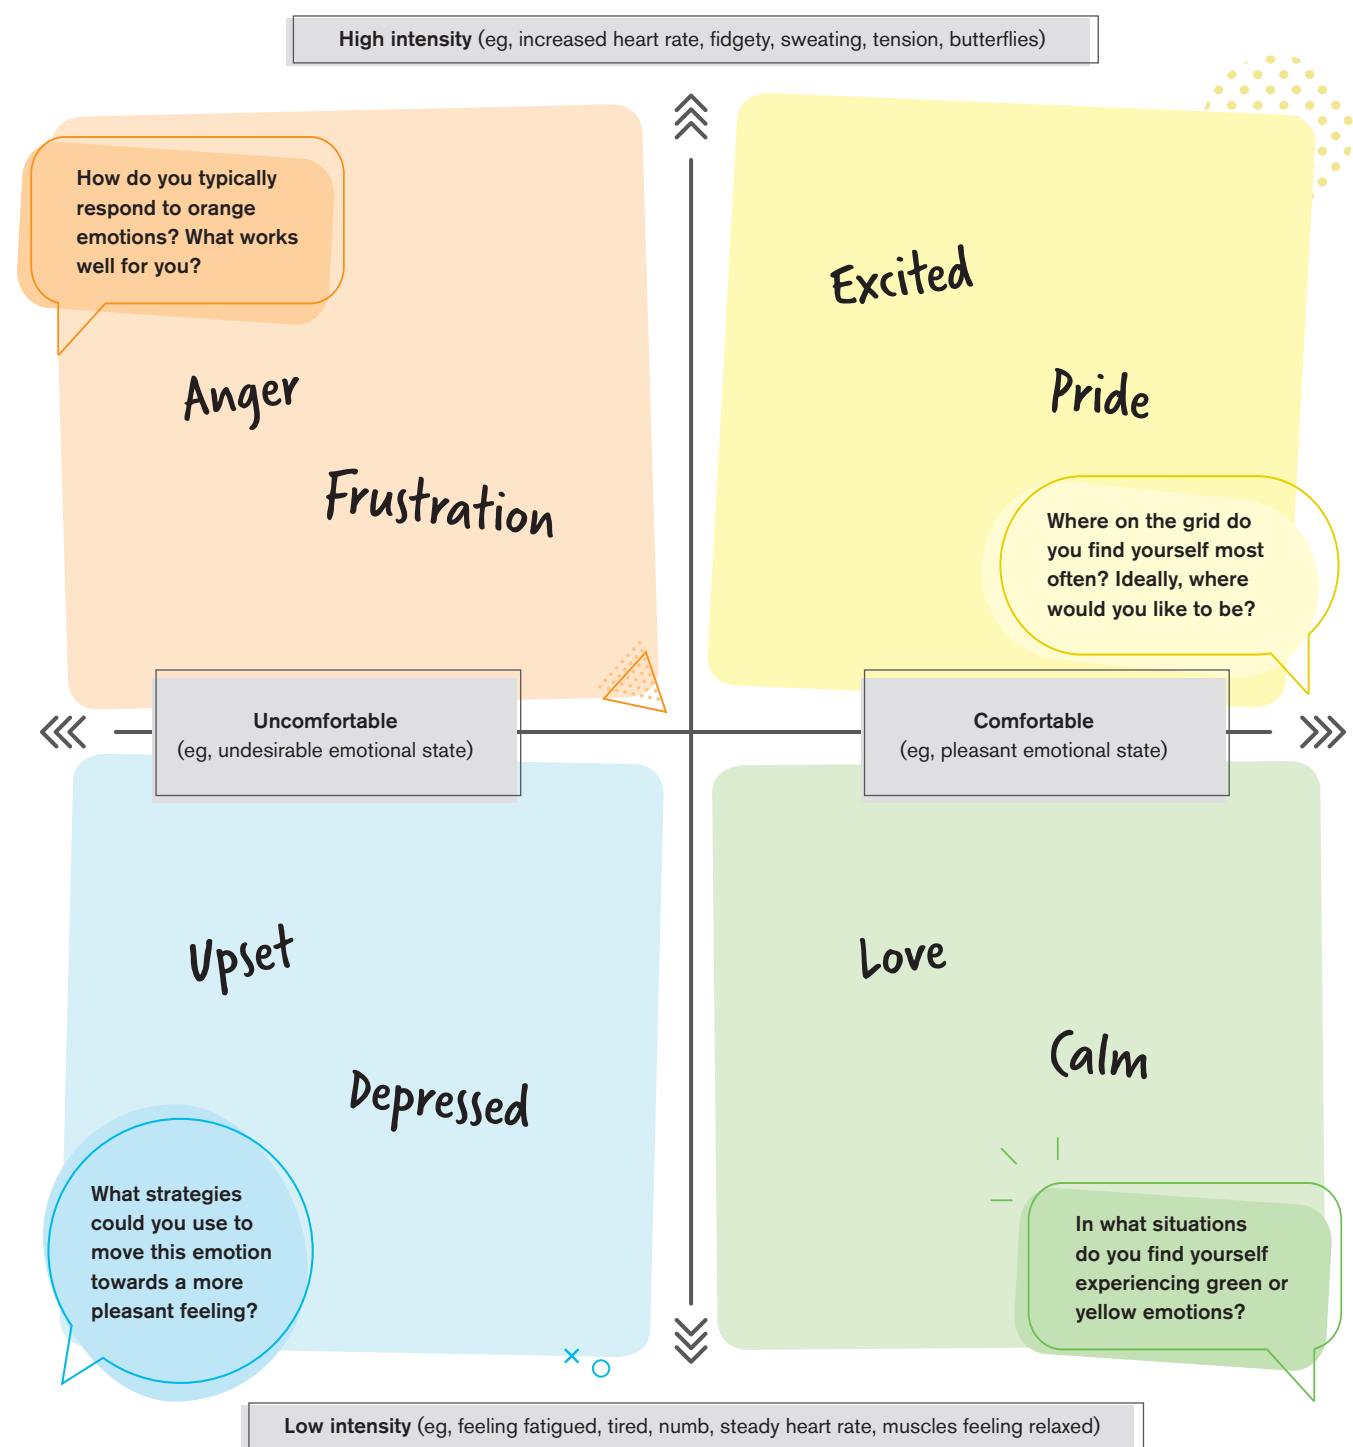 High intensity (eg, increased heart rate, fidgety, sweating, tension, butterflies)
How do you typically
respond to orange
emotions? What works
well for you?
Excited
Anger
Pride
Frustration
Where on the grid do
you find yourself most
often? Ideally, where
would you like to be?
Uncomfortable
(eg, undesirable emotional state)
Comfortable
(eg, pleasant emotional state)
Upset
Love
Depressed
Calm
What strategies
could you use to
move this emotion
towards a more
pleasant feeling?
In what situations
do you find yourself
experiencing green or
yellow emotions?
Low intensity (eg, feeling fatigued, tired, numb, steady heart rate, muscles feeling relaxed)